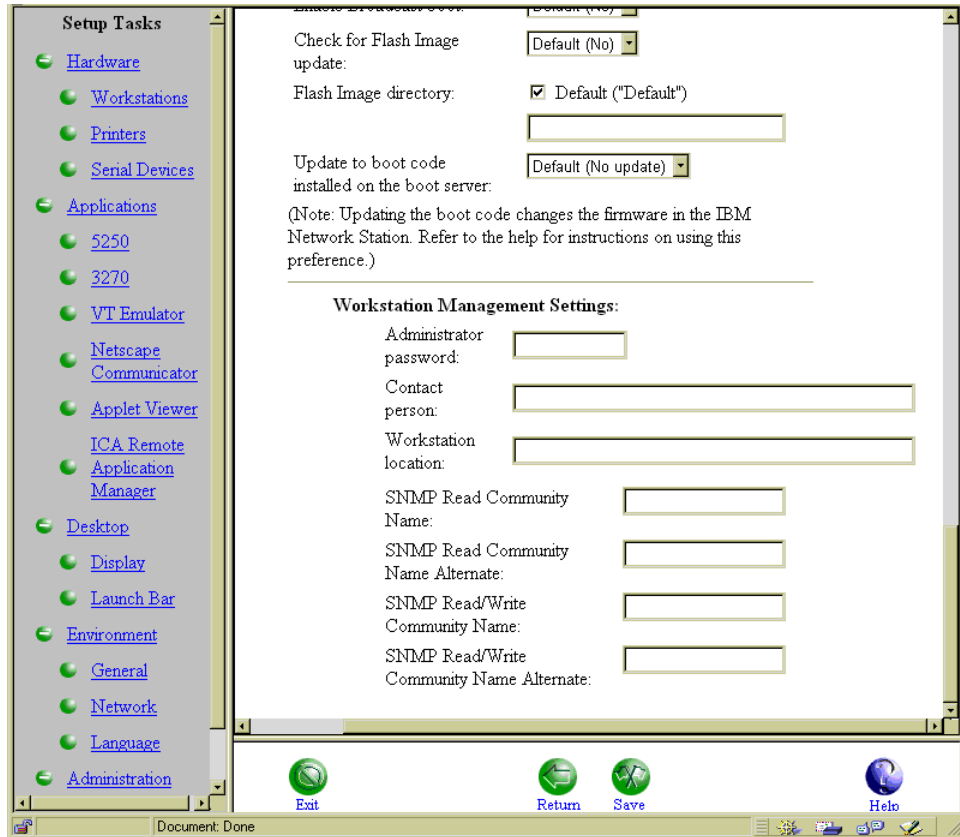 Setup Tasks
Hardware
Workstations
Printers
Serial Devices
Applications
5250
3270
VT Emulator
Netscape
Communicator
Applet Viewer
ICA Remote
Application
Manager
Desktop
Display
Launch Bar
Environment
General
Network
Language
Administration
Enable Broadcast boot:
Default (No)
Check for Flash Image
update:
Default (No)
Flash Image directory:
Default ("Default")
Update to boot code
installed on the boot server:
Default (No update)
(Note: Updating the boot code changes the firmware in the IBM
Network Station. Refer to the help for instructions on using this
preference.)
Workstation Management Settings:
Administrator
password:
Contact
person:
Workstation
location:
SNMP Read Community
Name:
SNMP Read Community
Name Alternate:
SNMP Read/Write
Community Name:
SNMP Read/Write
Community Name Alternate:
Exit
Return
Save
Help
Document: Done